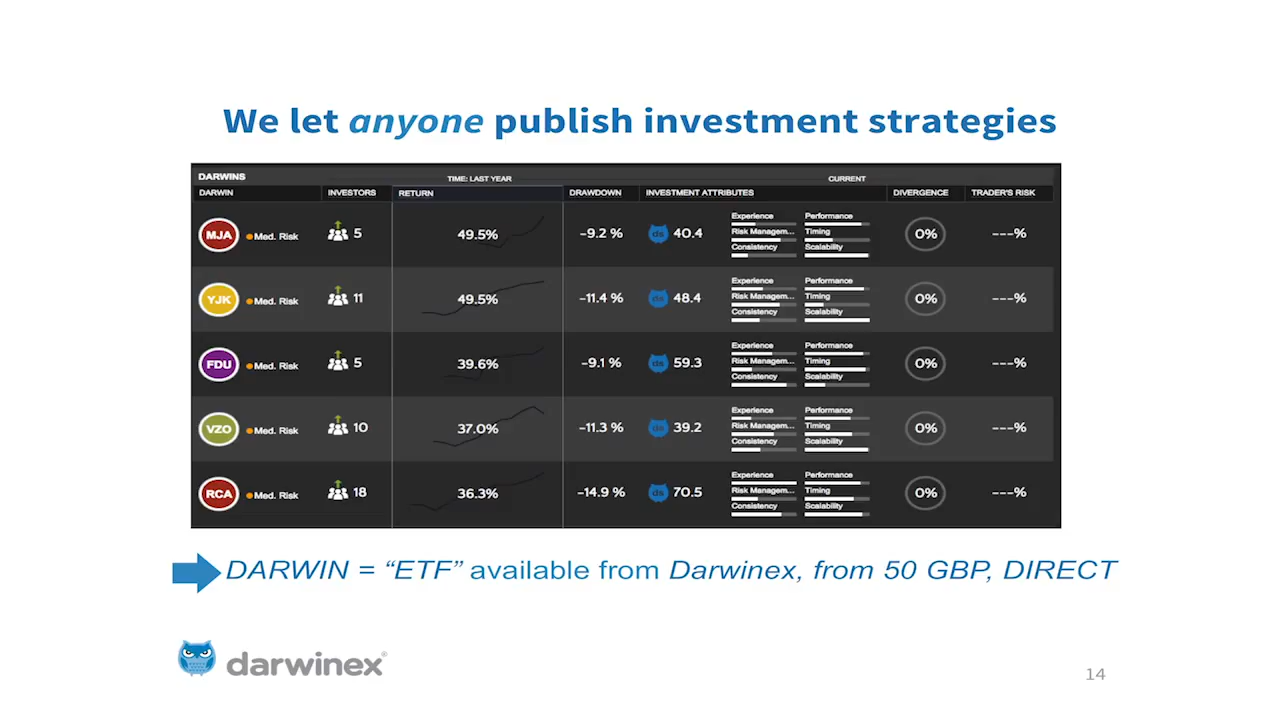 We let anyone publish investment strategies
DARWINS TIME: LAST YEAR CURRENT
DARWIN INVESTORS RETURN DRAWDOWN INVESTMENT ATTRIBUTES DIVERGENCE TRADER'S RISK
MJA Med. Risk 5 49.5% -9.2 % ds 40.4 Experience Performance 0% ---%
Risk Managem... Timing
Consistency Scalability
YJK Med. Risk 11 49.5% -11.4 % ds 48.4 Experience Performance 0% ---%
Risk Managem... Timing
Consistency Scalability
FDU Med. Risk 5 39.6% -9.1 % ds 59.3 Experience Performance 0% ---%
Risk Managem... Timing
Consistency Scalability
VZO Med. Risk 10 37.0% -11.3 % ds 39.2 Experience Performance 0% ---%
Risk Managem... Timing
Consistency Scalability
RCA Med. Risk 18 36.3% -14.9 % ds 70.5 Experience Performance 0% ---%
Risk Managem... Timing
Consistency Scalability
DARWIN = “ETF” available from Darwinex, from 50 GBP, DIRECT
darwinex®
14